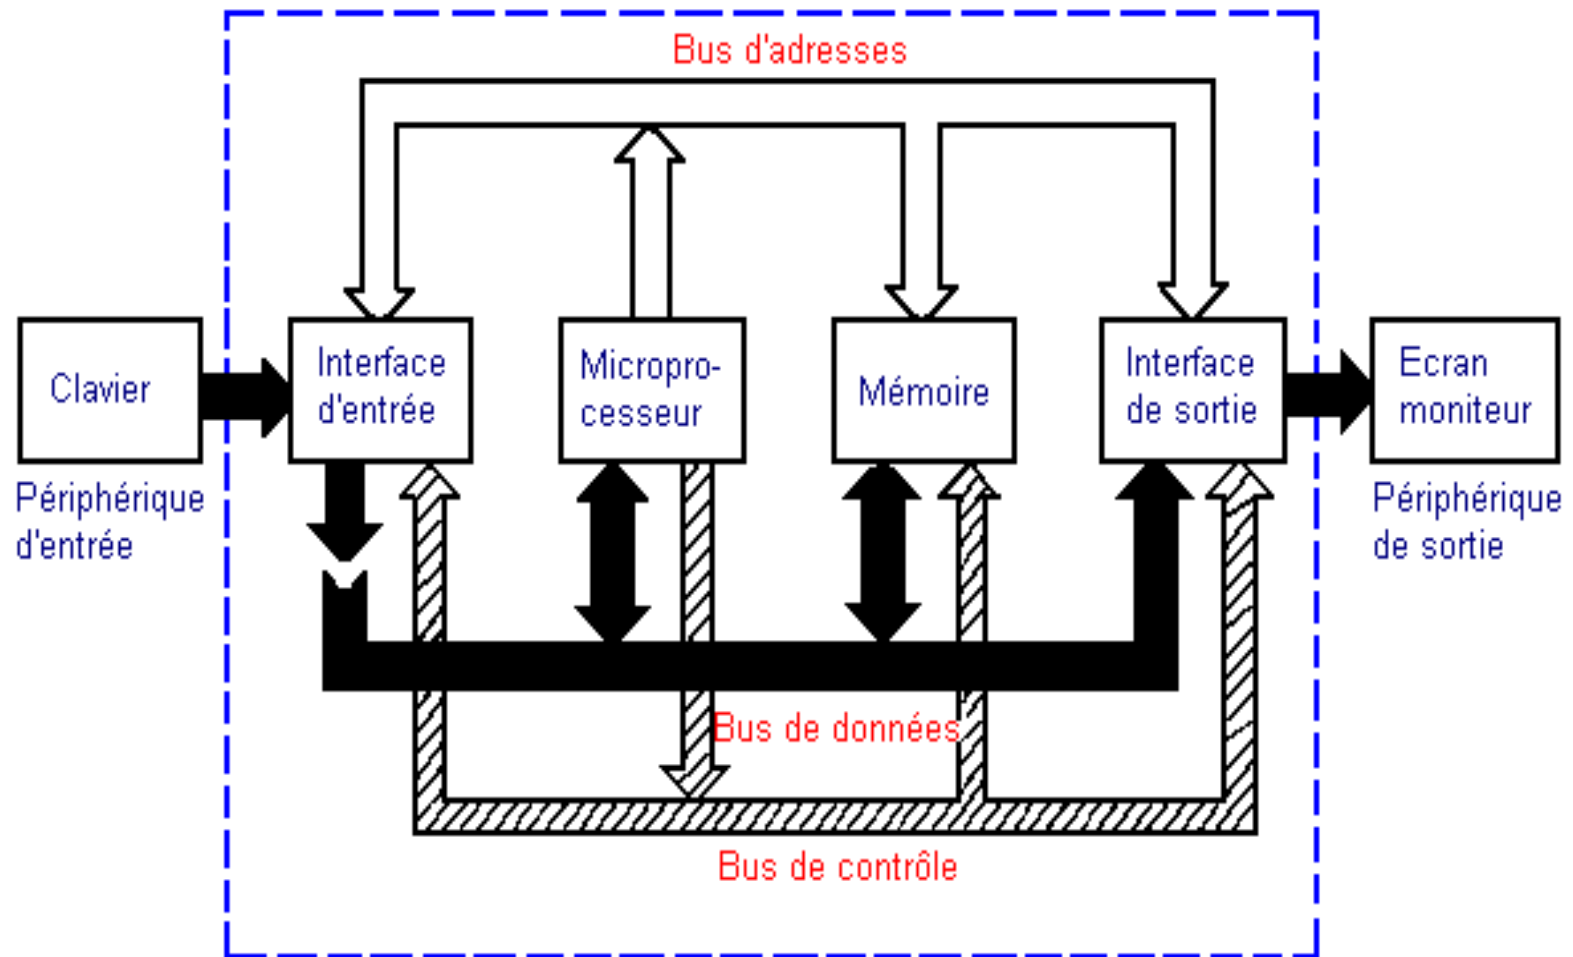 Bus d'adresses
Clavier
Interface
d'entrée
Micropro-
cesseur
Mémoire
Interface
de sortie
Ecran
moniteur
Périphérique
d'entrée
Périphérique
de sortie
Bus de données
Bus de contrôle